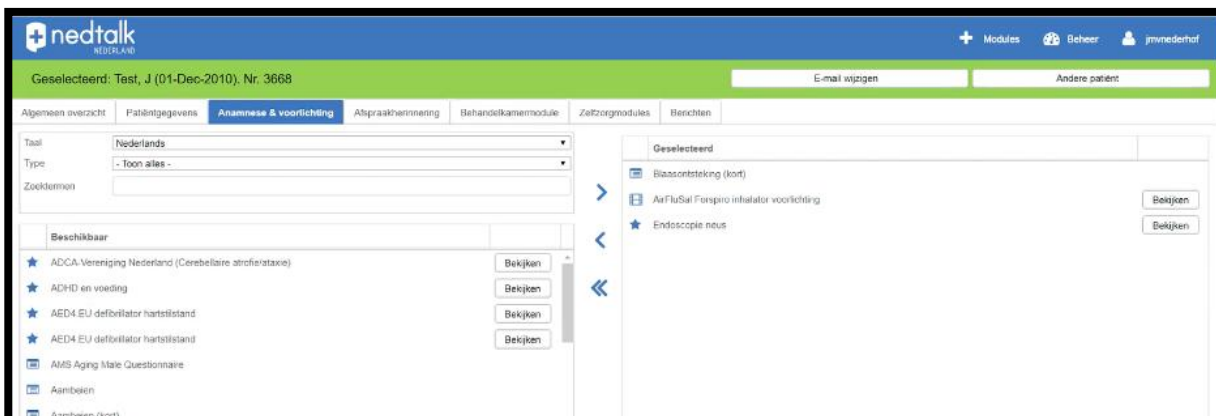 nedtalk
NEDERLAND
Modules
Beheer
jmvnederhof
Geselecteerd: Test, J (01-Dec-2010). Nr. 3668
E-mail wijzigen
Andere patiënt
Algemeen overzicht
Patiëntgegevens
Anamnese & voorlichting
Afspraakherinnering
Behandelkamermodule
Zelfzorgmodules
Berichten
Taal
Nederlands
Type
- Toon alles -
Zoektermen
Beschikbaar
ADCA-Vereniging Nederland (Cerebellaire atrofie/ataxie)
Bekijken
ADHD en voeding
Bekijken
AED4.EU defibrillator hartstilstand
Bekijken
AED4.EU defibrillator hartstilstand
Bekijken
AMS Aging Male Questionnaire
Aambeien
Aambeien (kort)
Geselecteerd
Blaasontsteking (kort)
AirFluSal Forspiro inhalator voorlichting
Bekijken
Endoscopie neus
Bekijken